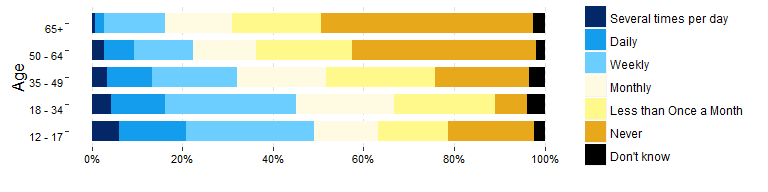 Age
65+
50 - 64
35 - 49
18 - 34
12 - 17
0% 20% 40% 60% 80% 100%
Several times per day
Daily
Weekly
Monthly
Less than Once a Month
Never
Don't know